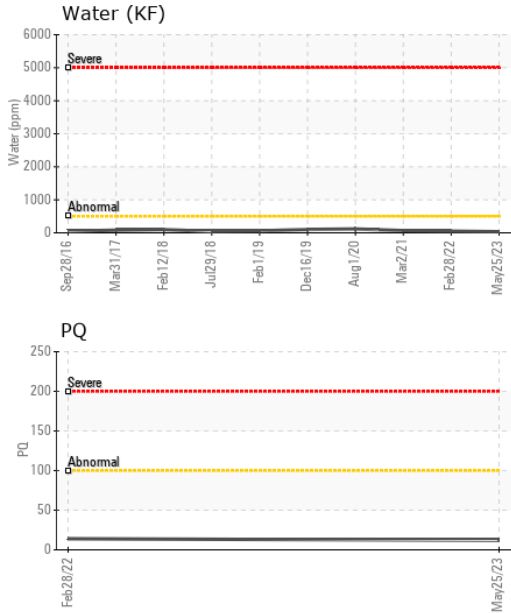 Water (KF)
6000
5000
4000
3000
2000
1000
0
Water (ppm)
Severe
Abnormal
Sep28/16
Mar31/17
Feb12/18
Jul29/18
Feb1/19
Dec16/19
Aug1/20
Mar2/21
Feb28/22
May25/23
PQ
250
200
150
100
50
0
PQ
Severe
Abnormal
Feb28/22
May25/23